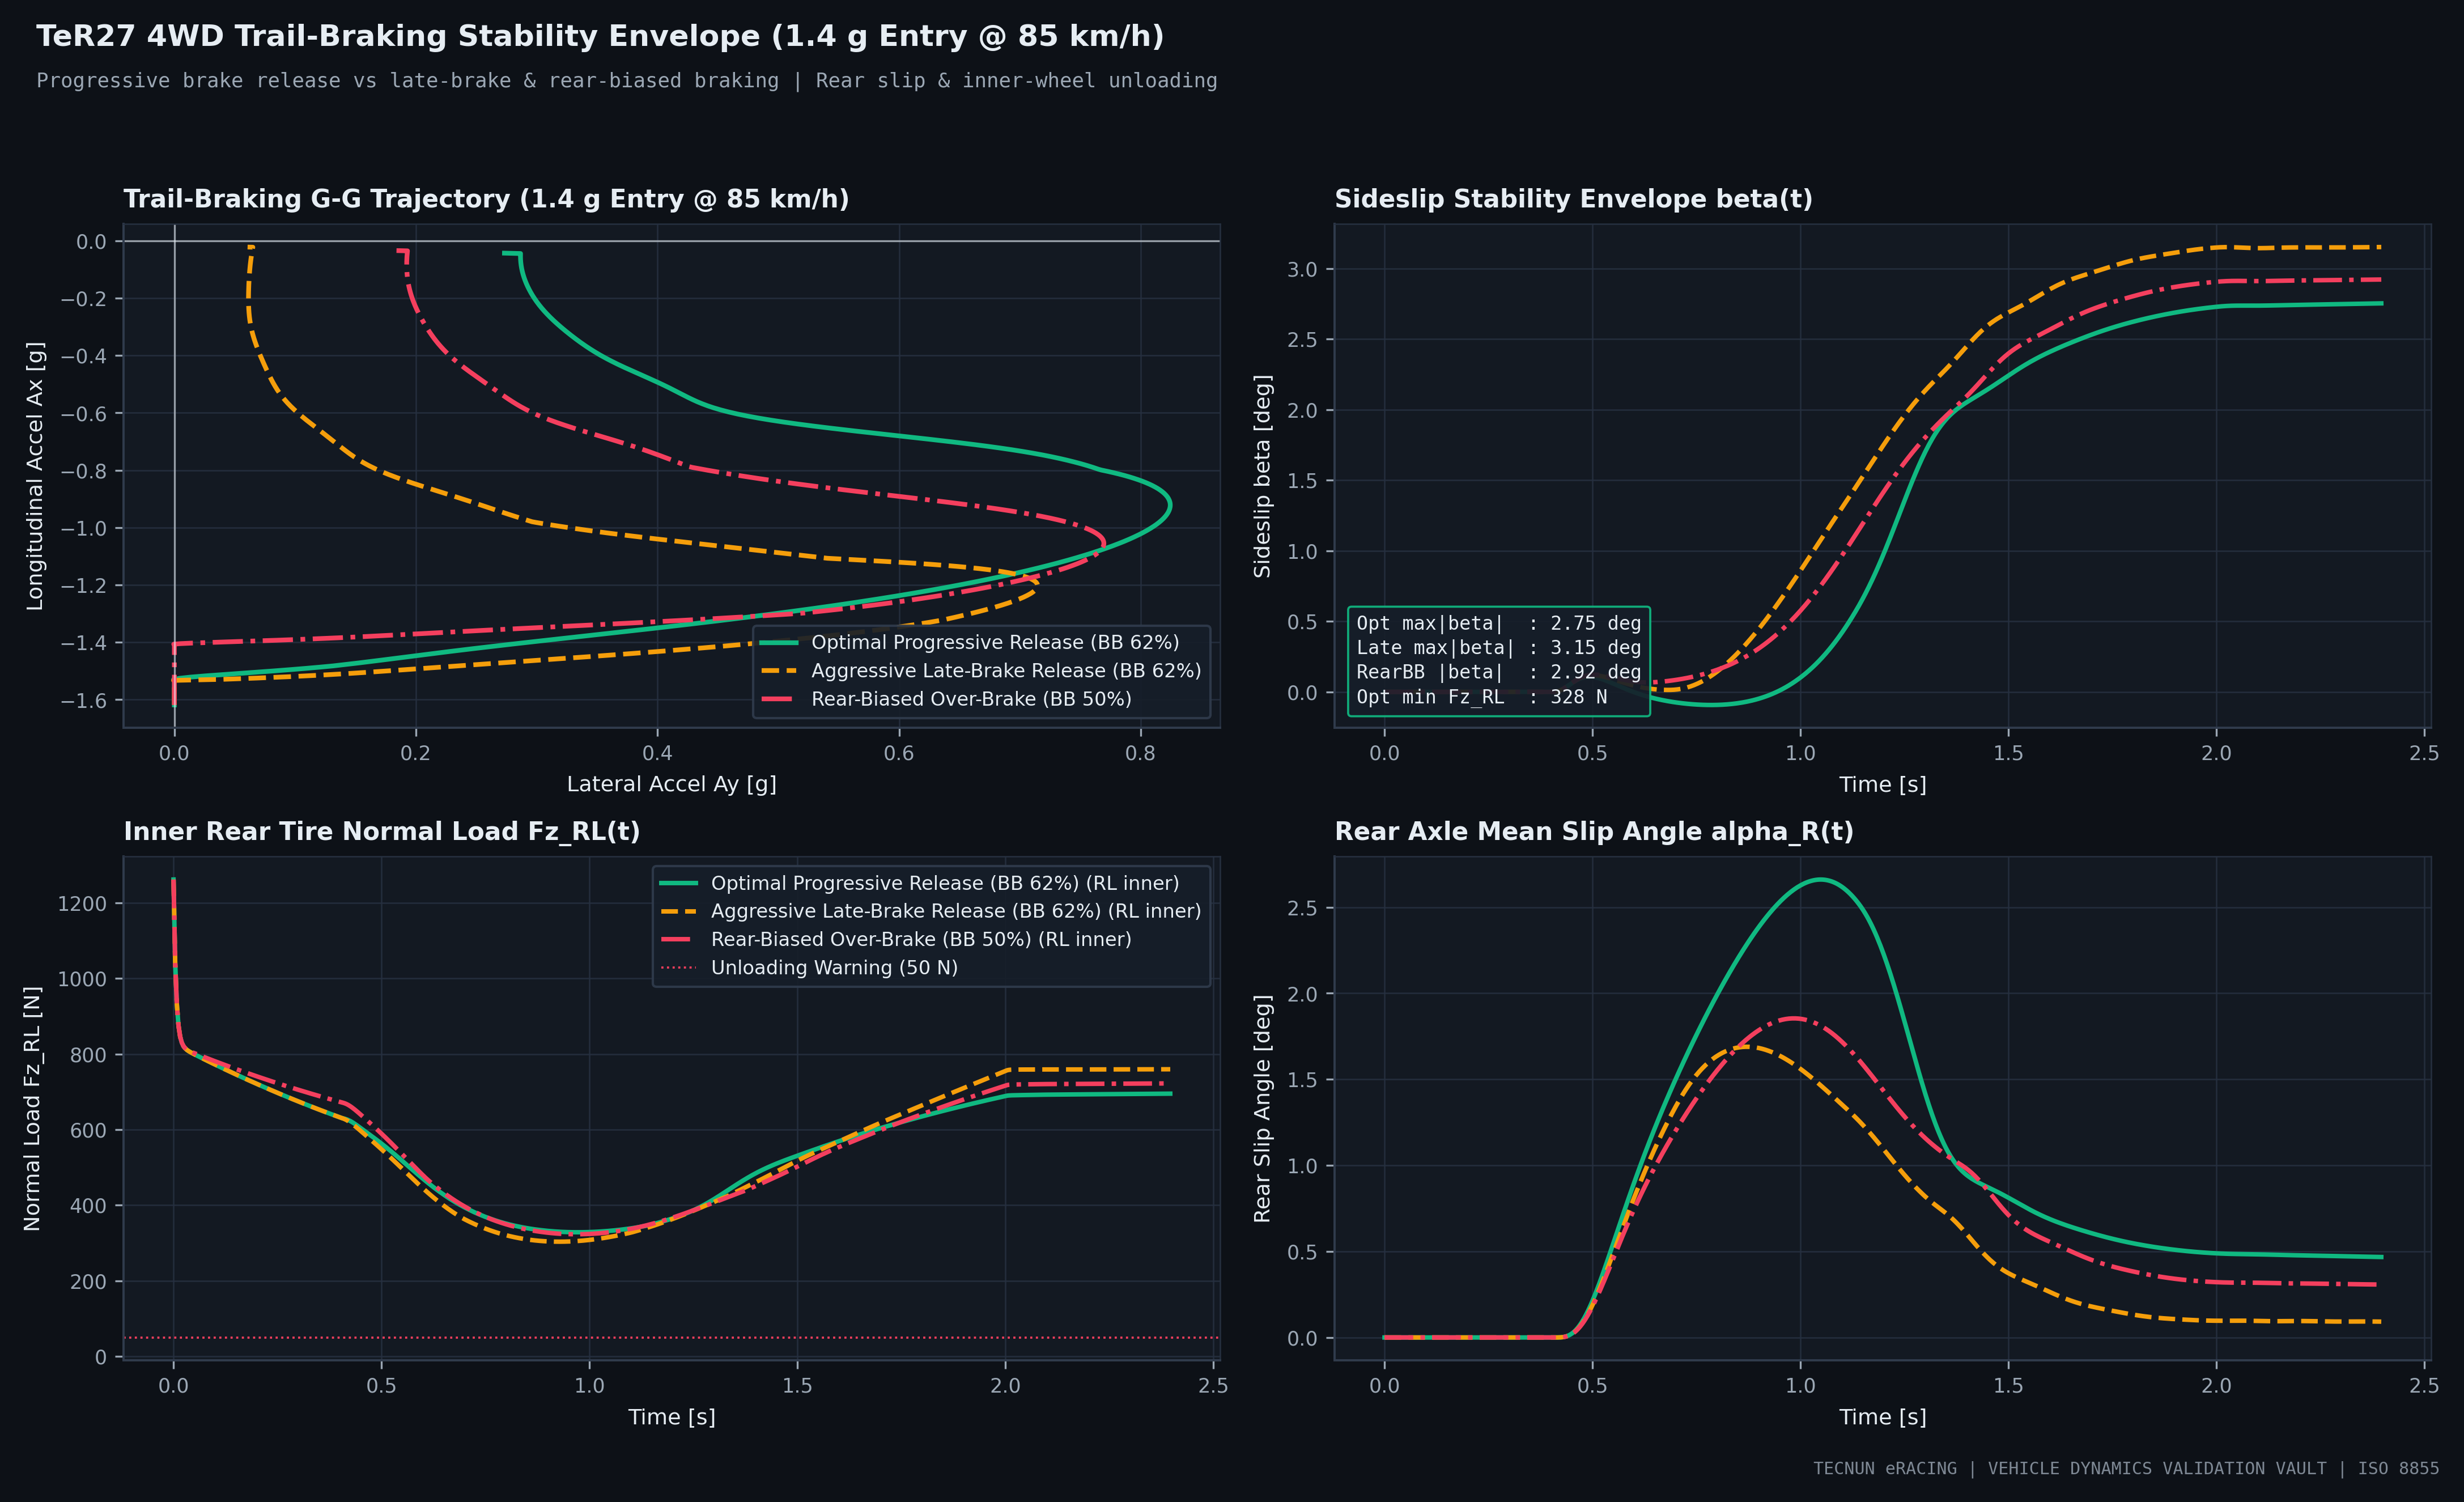 TeR27 4WD Trail-Braking Stability Envelope (1.4 g Entry @ 85 km/h)
Progressive brake release vs late-brake & rear-biased braking | Rear slip & inner-wheel unloading
Trail-Braking G-G Trajectory (1.4 g Entry @ 85 km/h)
0.0
−0.2
−0.4
−0.6
−0.8
−1.0
−1.2
−1.4
−1.6
Longitudinal Accel Ax [g]
Optimal Progressive Release (BB 62%)
Aggressive Late-Brake Release (BB 62%)
Rear-Biased Over-Brake (BB 50%)
0.0 0.2 0.4 0.6 0.8
Lateral Accel Ay [g]
Sideslip Stability Envelope beta(t)
3.0
2.5
2.0
1.5
1.0
0.5
0.0
Sideslip beta [deg]
Opt max|beta| : 2.75 deg
Late max|beta| : 3.15 deg
RearBB |beta| : 2.92 deg
Opt min Fz_RL : 328 N
0.0 0.5 1.0 1.5 2.0 2.5
Time [s]
Inner Rear Tire Normal Load Fz_RL(t)
1200
1000
800
600
400
200
0
Normal Load Fz_RL [N]
Optimal Progressive Release (BB 62%) (RL inner)
Aggressive Late-Brake Release (BB 62%) (RL inner)
Rear-Biased Over-Brake (BB 50%) (RL inner)
Unloading Warning (50 N)
0.0 0.5 1.0 1.5 2.0 2.5
Time [s]
Rear Axle Mean Slip Angle alpha_R(t)
2.5
2.0
1.5
1.0
0.5
0.0
Rear Slip Angle [deg]
0.0 0.5 1.0 1.5 2.0 2.5
Time [s]
TECNUN eRACING | VEHICLE DYNAMICS VALIDATION VAULT | ISO 8855